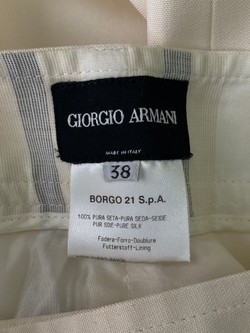 GIORGIO ARMANI
MADE IN ITALY
38
BORGO 21 S.p.A.
100% PURA SETA-PURA SEDA-SEIDE
PUR SOIE-PURE SILK
Fodera-Forro-Doublure
Futterstoff-Lining